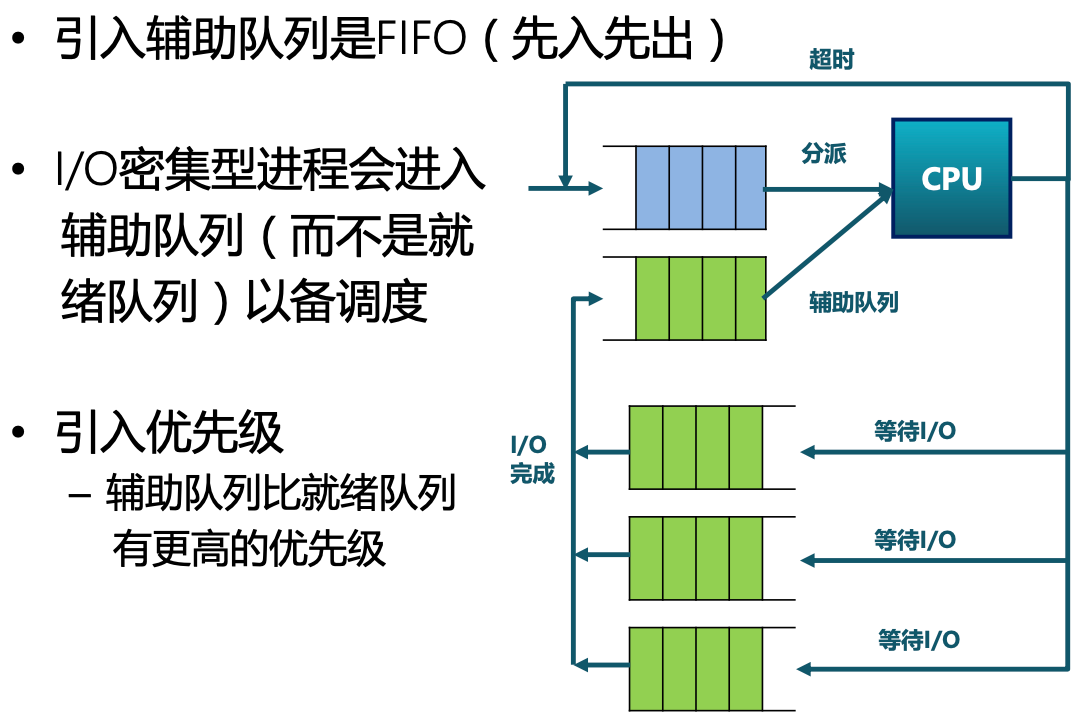 • 引入辅助队列是FIFO（先入先出）
• I/O密集型进程会进入
辅助队列（而不是就
绪队列）以备调度
• 引入优先级
– 辅助队列比就绪队列
有更高的优先级
超时
分派
CPU
辅助队列
I/O
完成
等待I/O
等待I/O
等待I/O